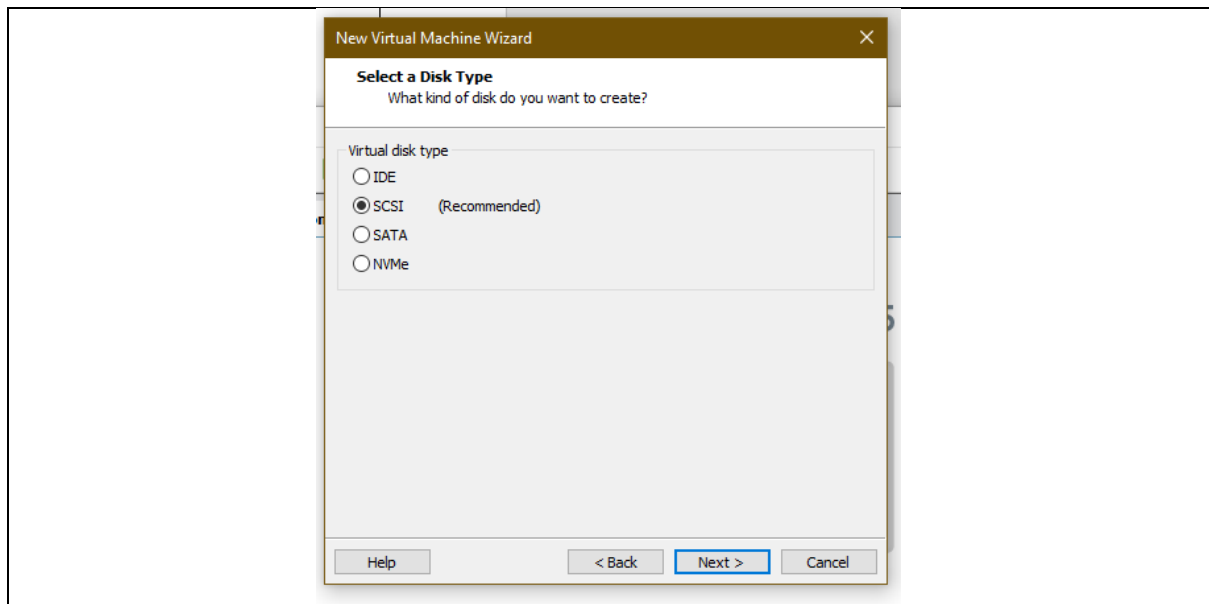 New Virtual Machine Wizard
Select a Disk Type
What kind of disk do you want to create?
Virtual disk type
IDE
SCSI (Recommended)
SATA
NVMe
5
Help < Back Next > Cancel